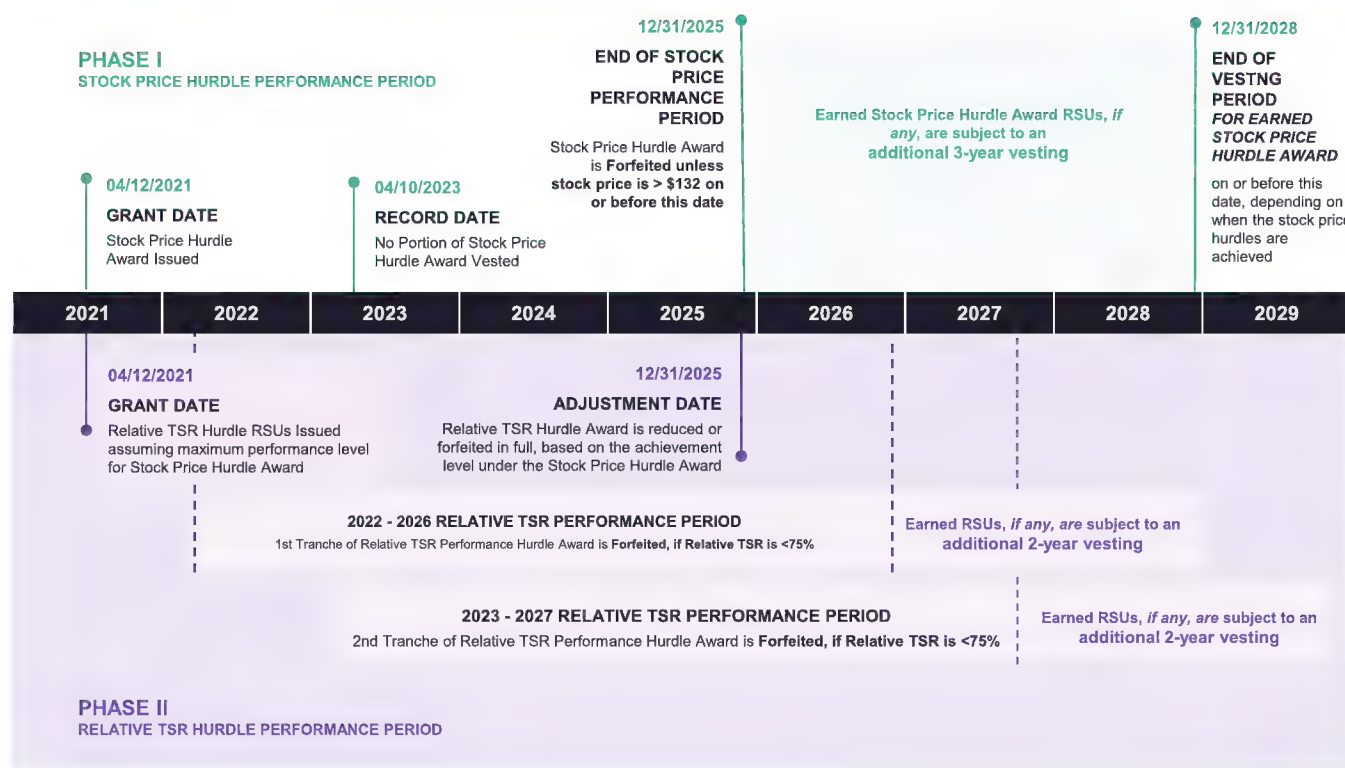 PHASE I
STOCK PRICE HURDLE PERFORMANCE PERIOD
04/12/2021
GRANT DATE
Stock Price Hurdle
Award Issued
04/10/2023
RECORD DATE
No Portion of Stock Price
Hurdle Award Vested
12/31/2025
END OF STOCK
PRICE
PERFORMANCE
PERIOD
Stock Price Hurdle Award
is Forfeited unless
stock price is > $132 on
or before this date
Earned Stock Price Hurdle Award RSUs, if
any, are subject to an
additional 3-year vesting
12/31/2028
END OF
VESTNG
PERIOD
FOR EARNED
STOCK PRICE
HURDLE AWARD
on or before this
date, depending on
when the stock price
hurdles are
achieved
2021 2022 2023 2024 2025 2026 2027 2028 2029
04/12/2021
GRANT DATE
Relative TSR Hurdle RSUs Issued
assuming maximum performance level
for Stock Price Hurdle Award
12/31/2025
ADJUSTMENT DATE
Relative TSR Hurdle Award is reduced or
forfeited in full, based on the achievement
level under the Stock Price Hurdle Award
2022 - 2026 RELATIVE TSR PERFORMANCE PERIOD
1st Tranche of Relative TSR Performance Hurdle Award is Forfeited, if Relative TSR is <75%
Earned RSUs, if any, are subject to an
additional 2-year vesting
2023 - 2027 RELATIVE TSR PERFORMANCE PERIOD
2nd Tranche of Relative TSR Performance Hurdle Award is Forfeited, if Relative TSR is <75%
Earned RSUs, if any, are subject to an
additional 2-year vesting
PHASE II
RELATIVE TSR HURDLE PERFORMANCE PERIOD